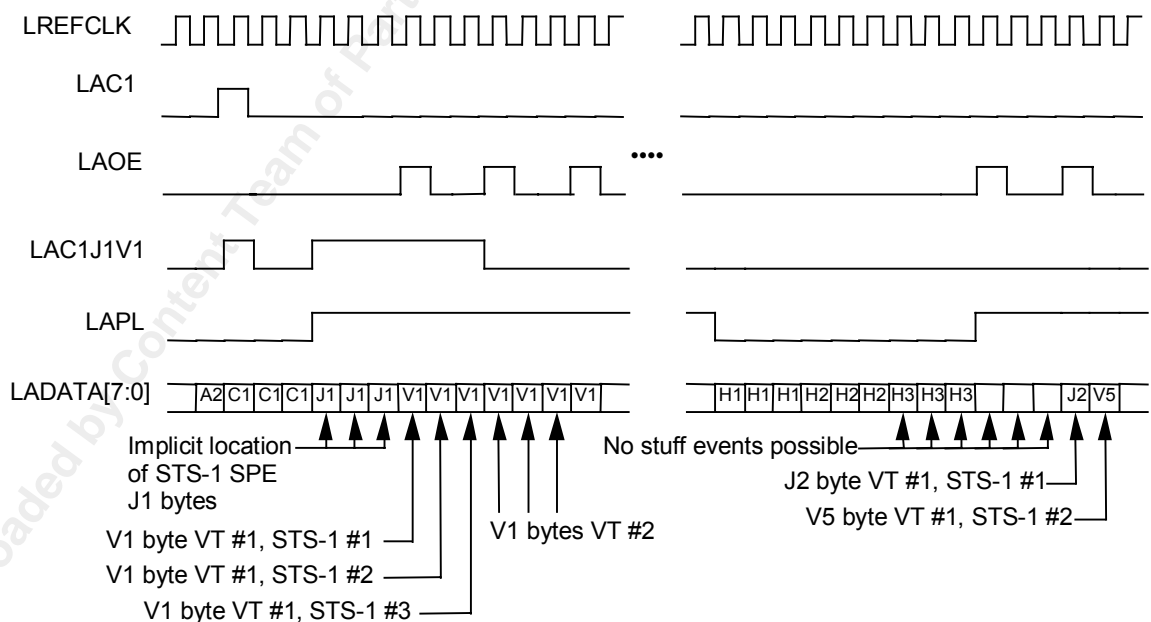 LREFCLK
LAC1
LAOE
....
LAC1J1V1
LAPL
LADATA[7:0]
A2 C1 C1 C1 J1 J1 J1 V1 V1 V1 V1 V1 V1 V1
H1 H1 H1 H2 H2 H2 H3 H3 H3 J2 V5
Implicit location
of STS-1 SPE
J1 bytes
No stuff events possible
J2 byte VT #1, STS-1 #1
V5 byte VT #1, STS-1 #2
V1 bytes VT #2
V1 byte VT #1, STS-1 #1
V1 byte VT #1, STS-1 #2
V1 byte VT #1, STS-1 #3
by Content Team of